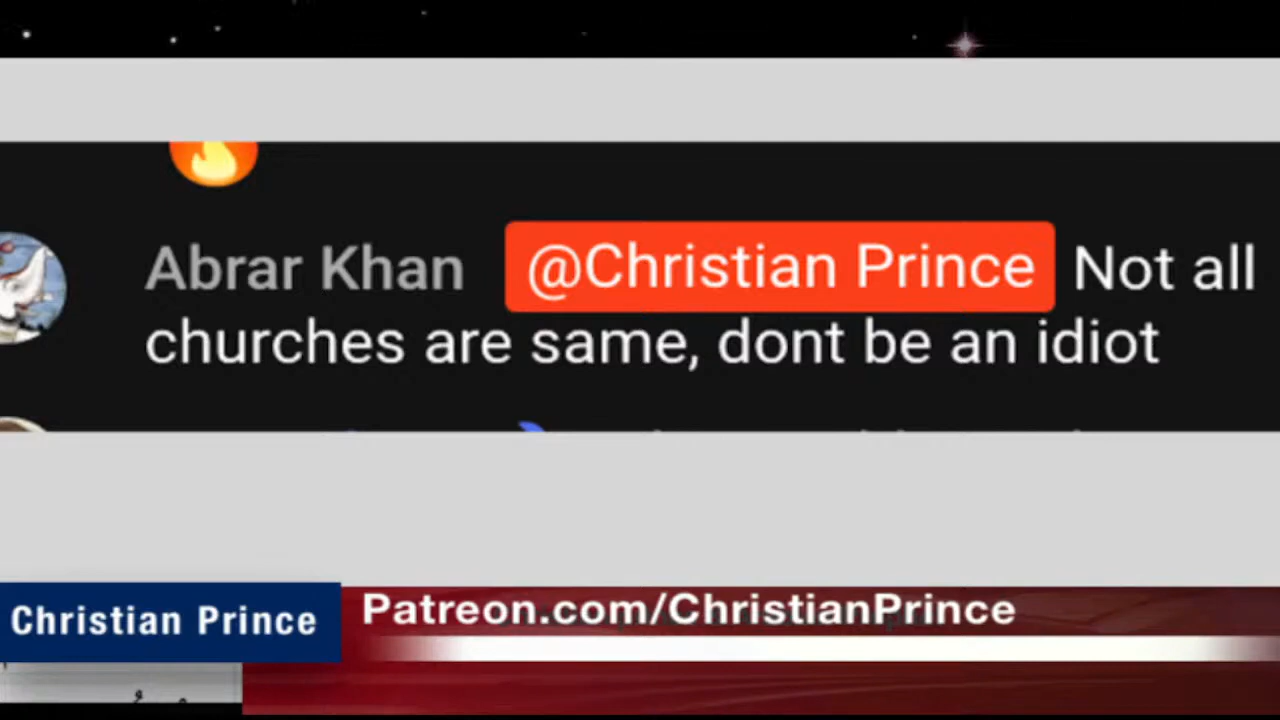 Abrar Khan @Christian Prince Not all
churches are same, dont be an idiot
Christian Prince
Patreon.com/ChristianPrince